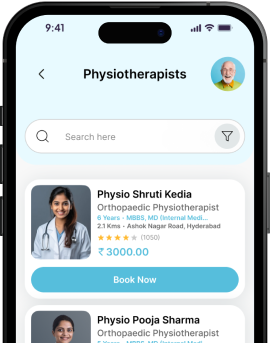 9:41
Physiotherapists
Search here
Physio Shruti Kedia
Orthopaedic Physiotherapist
6 Years - MBBS, MD (Internal Medi...
2.1 Kms - Ashok Nagar Road, Hyderabad
(1050)
₹ 3000.00
Book Now
Physio Pooja Sharma
Orthopaedic Physiotherapist